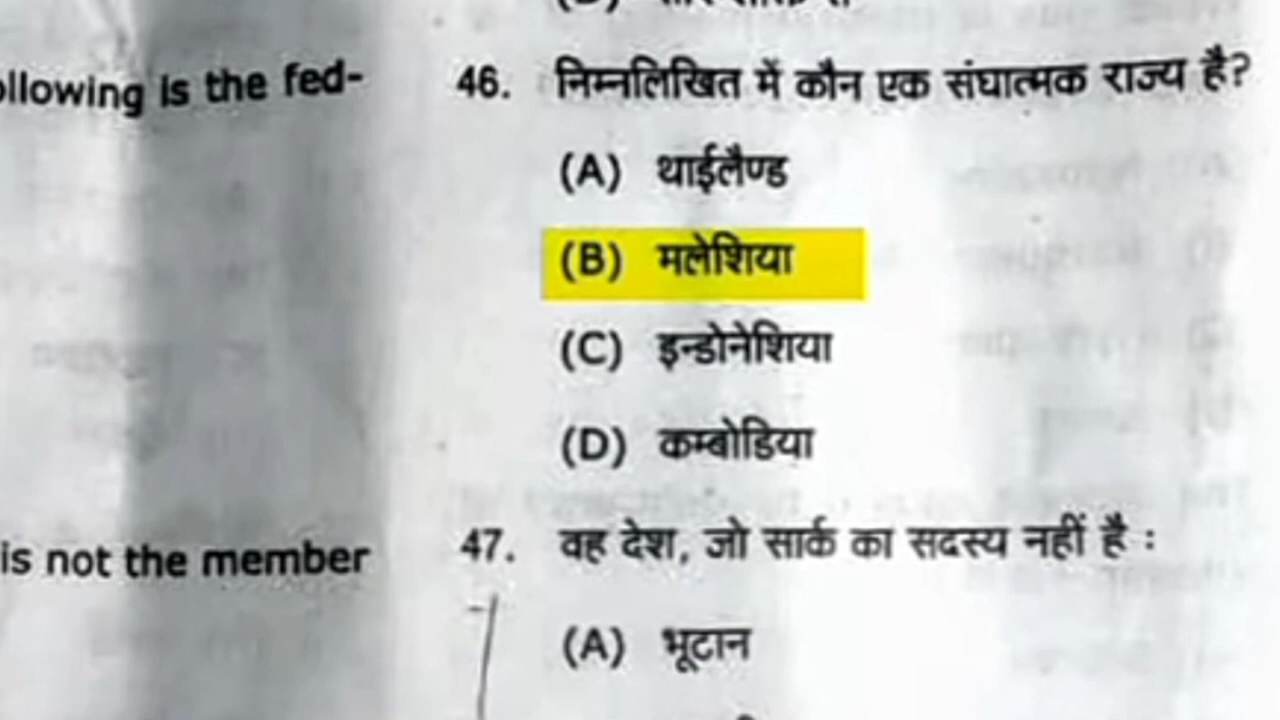 is the fed-
46. निम्नलिखित में कौन एक संघात्मक राज्य है?
(A) थाईलैण्ड
(B) मलेशिया
(C) इन्डोनेशिया
(D) कम्बोडिया
is not the member
47. वह देश, जो सार्क का सदस्य नहीं है :
(A) भूटान